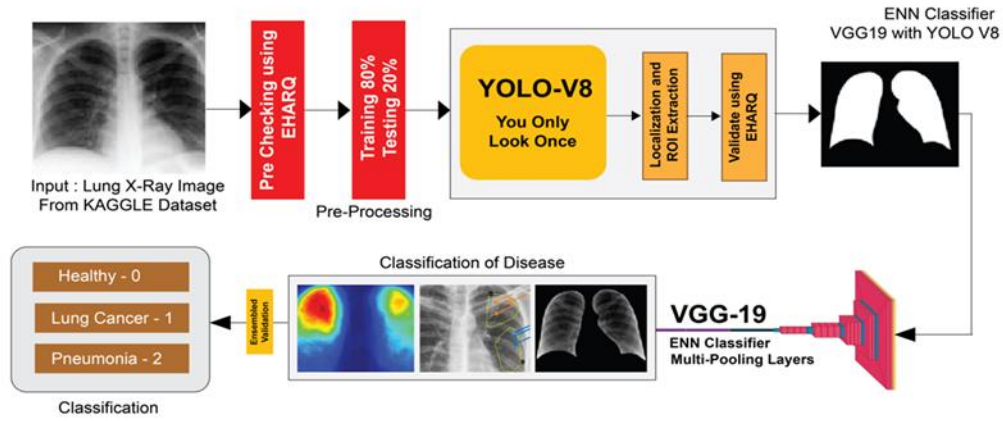 Input : Lung X-Ray Image
From KAGGLE Dataset
Pre Checking using
EHARQ
Training 80%
Testing 20%
Pre-Processing
YOLO-V8
You Only
Look Once
Localization and
ROI Extraction
Validate using
EHARQ
ENN Classifier
VGG19 with YOLO V8
VGG-19
ENN Classifier
Multi-Pooling Layers
Classification of Disease
Ensembled
Validation
Healthy - 0
Lung Cancer - 1
Pneumonia - 2
Classification